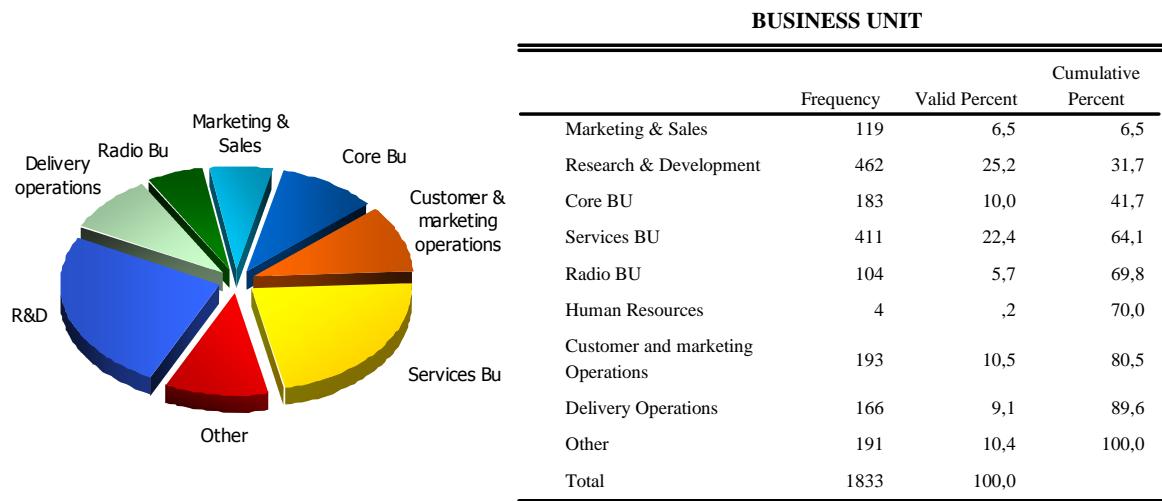 Marketing &
Sales
Radio Bu
Core Bu
Delivery
operations
Customer &
marketing
operations
R&D
Services Bu
Other
BUSINESS UNIT
Cumulative
Frequency Valid Percent Percent
Marketing & Sales 119 6,5 6,5
Research & Development 462 25,2 31,7
Core BU 183 10,0 41,7
Services BU 411 22,4 64,1
Radio BU 104 5,7 69,8
Human Resources 4 ,2 70,0
Customer and marketing
Operations 193 10,5 80,5
Delivery Operations 166 9,1 89,6
Other 191 10,4 100,0
Total 1833 100,0